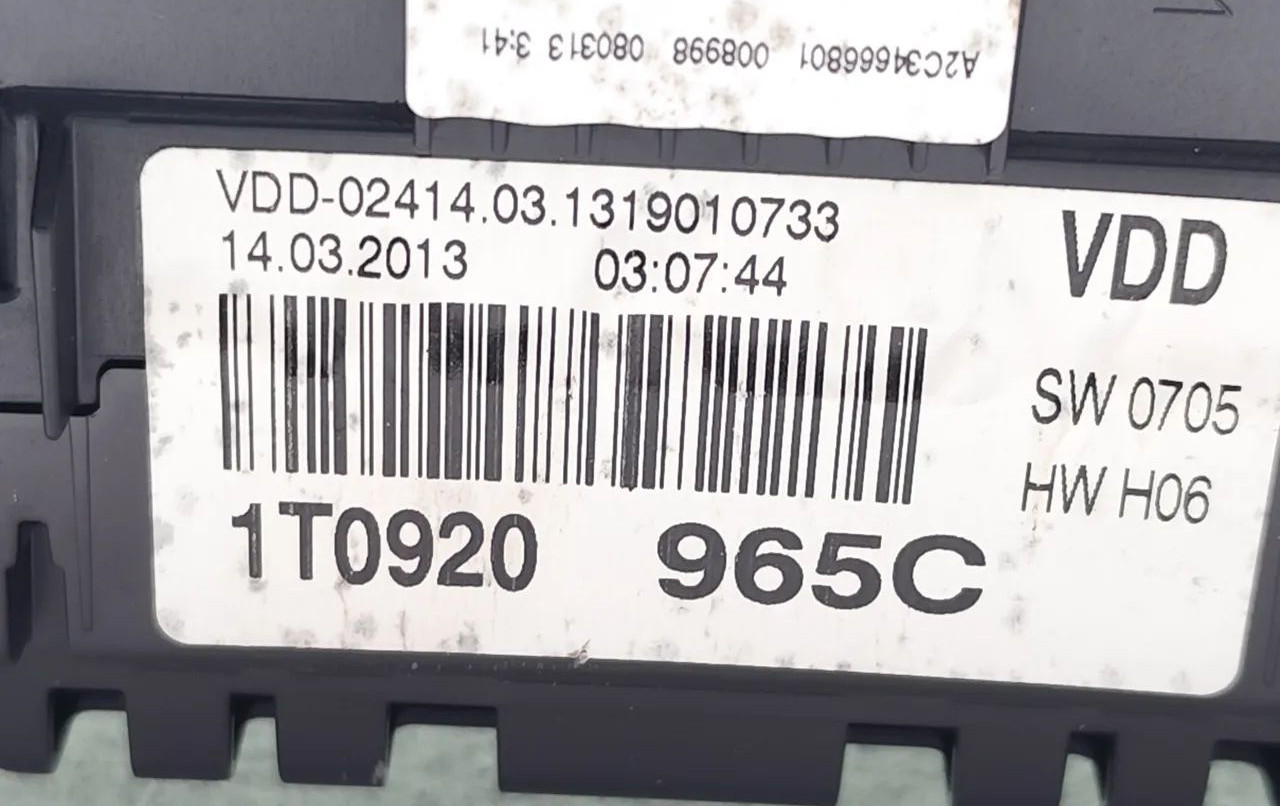 A2C34666801 008998 080313 3:41
VDD-02414.03.1319010733
14.03.2013 03:07:44
VDD
SW 0705
HW H06
1T0920 965C